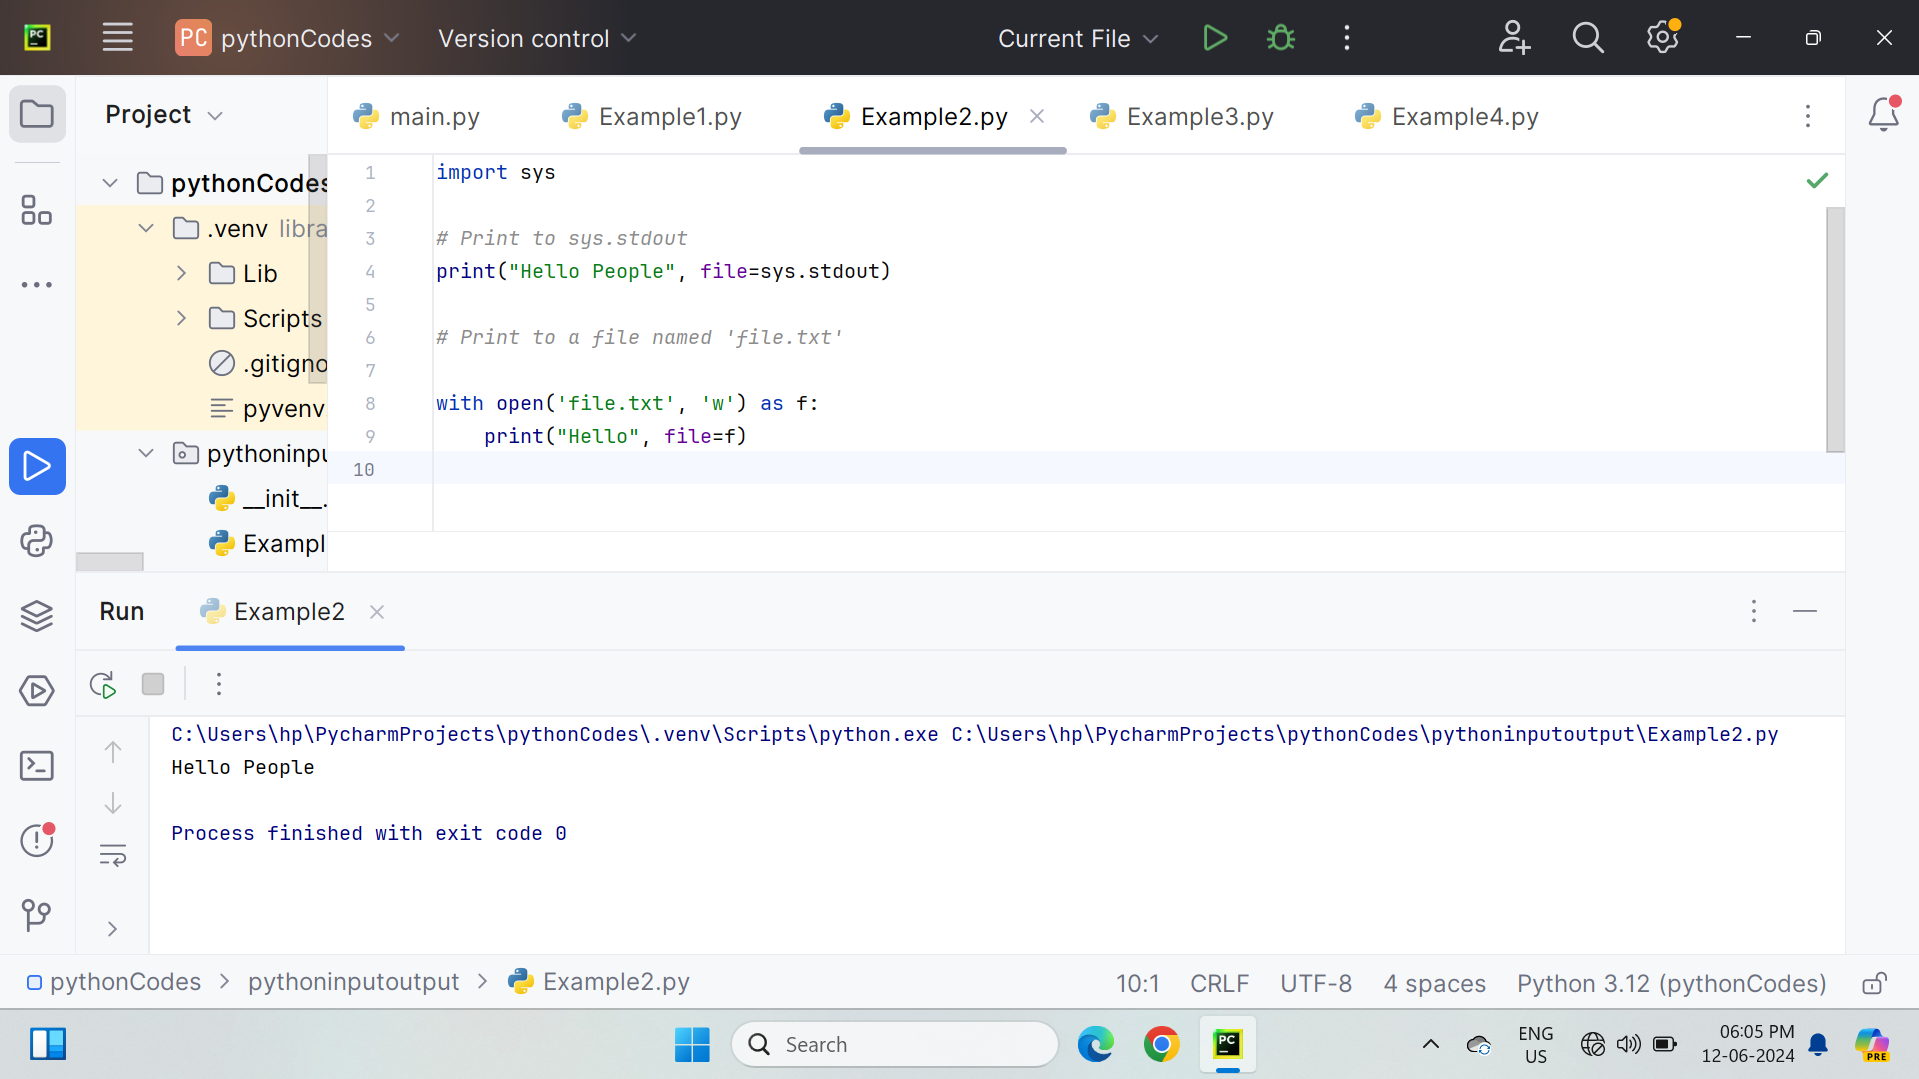 PC pythonCodes Version control Current File
Project main.py Example1.py Example2.py Example3.py Example4.py
pythonCodes
.venv libra
Lib
Scripts
.gitigno
pyvenv
pythoninpu
__init__.
Exampl
1 import sys
2
3 # Print to sys.stdout
4 print("Hello People", file=sys.stdout)
5
6 # Print to a file named 'file.txt'
7
8 with open('file.txt', 'w') as f:
9 print("Hello", file=f)
10
Run Example2
C:\Users\hp\PycharmProjects\pythonCodes\.venv\Scripts\python.exe C:\Users\hp\PycharmProjects\pythonCodes\pythoninputoutput\Example2.py
Hello People
Process finished with exit code 0
pythonCodes > pythoninputoutput > Example2.py 10:1 CRLF UTF-8 4 spaces Python 3.12 (pythonCodes)
Search PC ENG 06:05 PM
US 12-06-2024 PRE